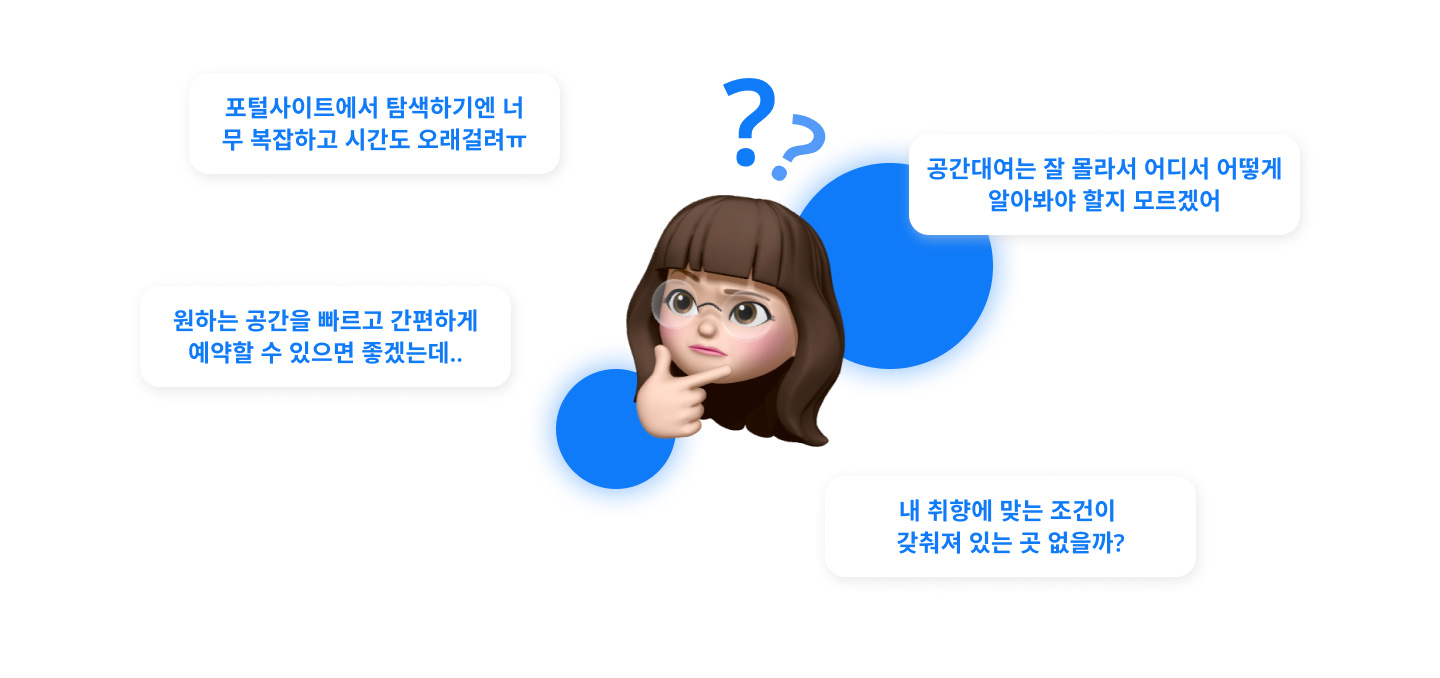 포털사이트에서 탐색하기엔 너
무 복잡하고 시간도 오래걸려ㅠ
??
공간대여는 잘 몰라서 어디서 어떻게
알아봐야 할지 모르겠어
원하는 공간을 빠르고 간편하게
예약할 수 있으면 좋겠는데..
내 취향에 맞는 조건이
갖춰져 있는 곳 없을까?